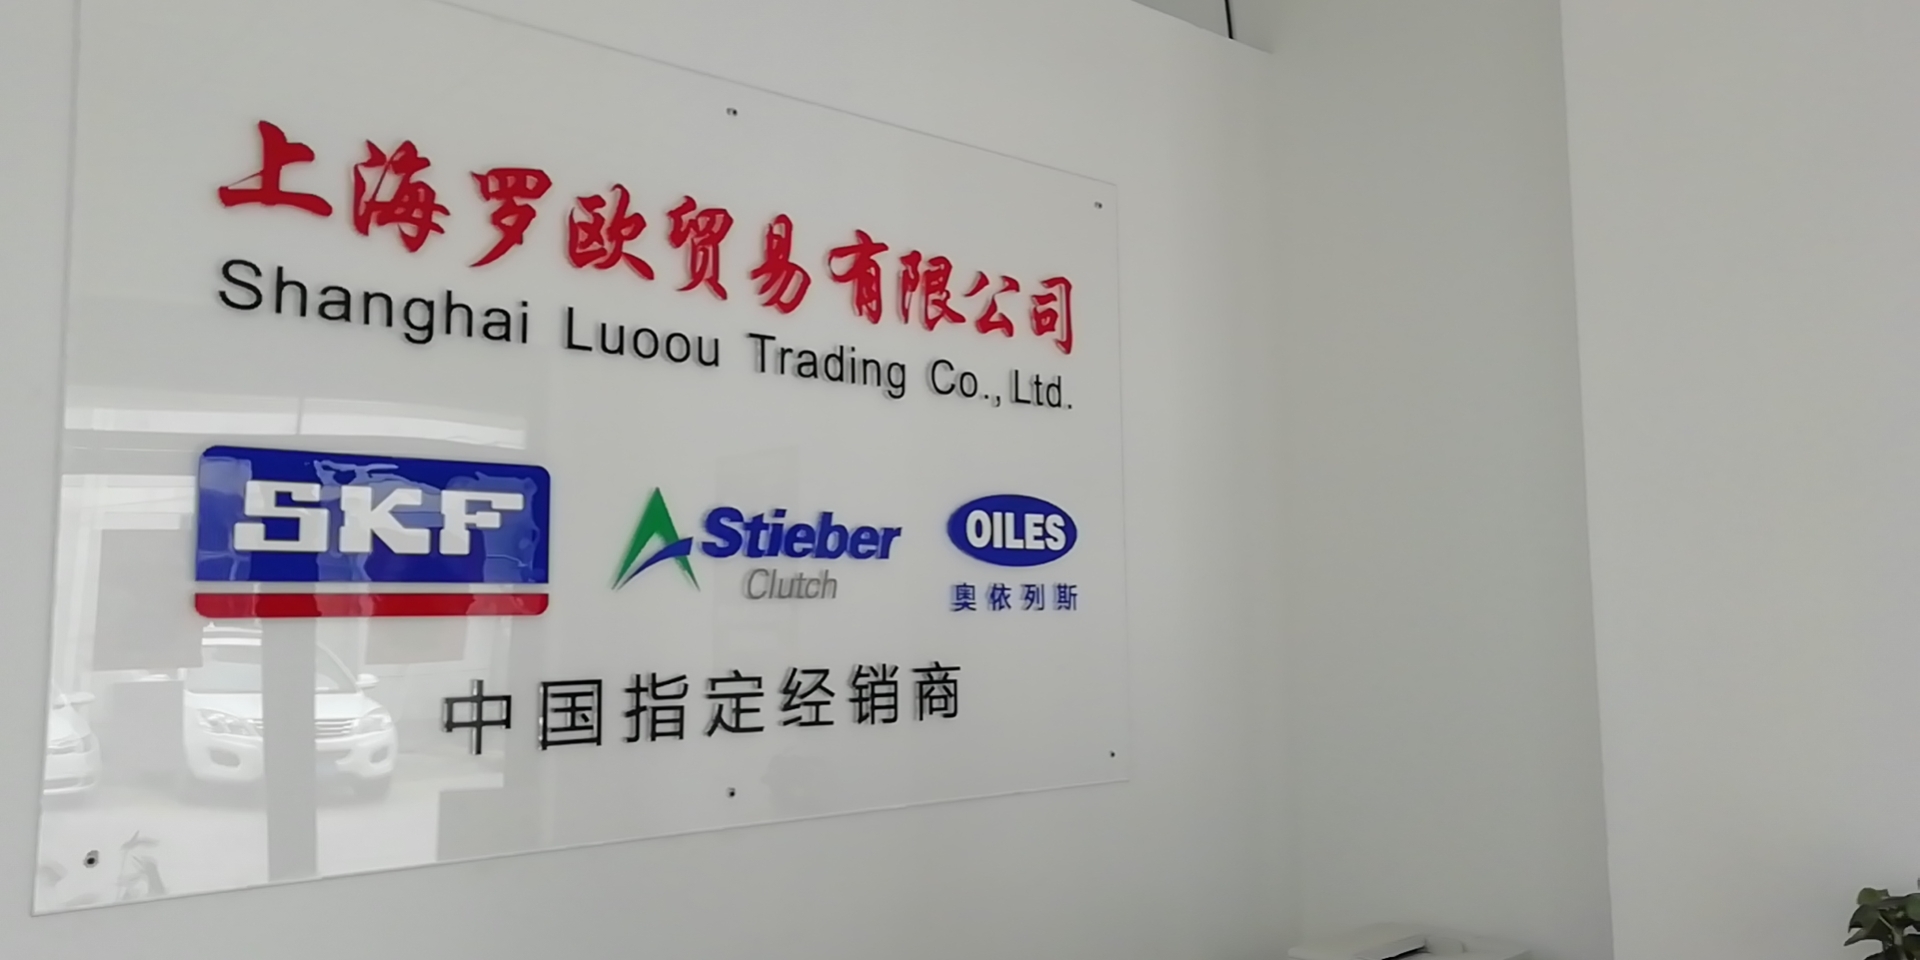 上海罗欧贸易有限公司
Shanghai Luoou Trading Co., Ltd.
SKF
Stieber
Clutch
OILES
奥依列斯
中国指定经销商